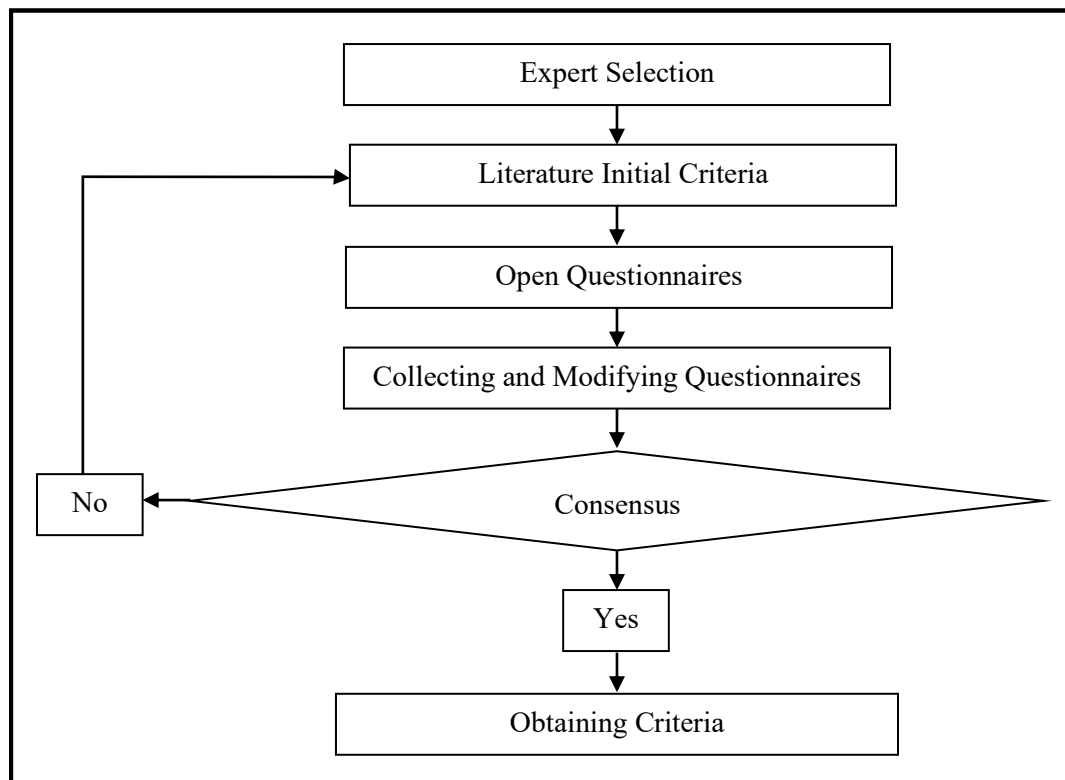 Expert Selection
Literature Initial Criteria
Open Questionnaires
Collecting and Modifying Questionnaires
No
Consensus
Yes
Obtaining Criteria